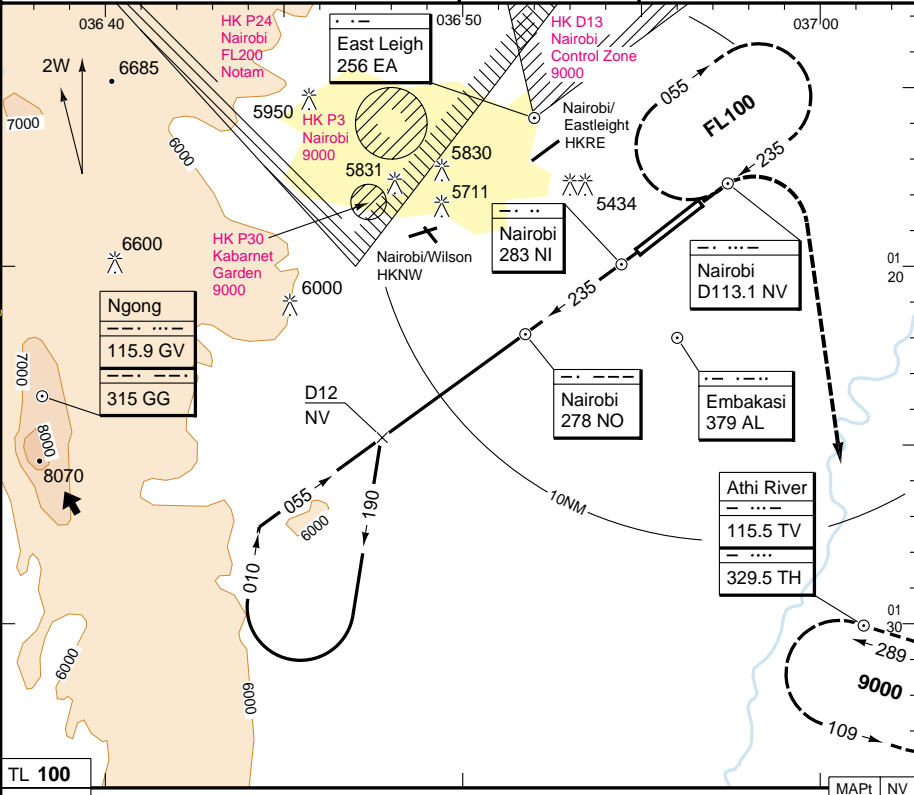 036 40
036 50
037 00
HK P24
Nairobi
FL200
Notam
East Leigh
256 EA
HK D13
Nairobi
Control Zone
9000
2W
6685
7000
5950
HK P3
Nairobi
9000
Nairobi/
Eastleight
HKRE
055
FL100
235
6000
5831
5830
5711
5434
HK P30
Kabarnet
Garden
9000
Nairobi/Wilson
HKNW
Nairobi
283 NI
Nairobi
D113.1 NV
01
20
6600
6000
235
Ngong
115.9 GV
315 GG
7000
8000
8070
D12
NV
Nairobi
278 NO
Embakasi
379 AL
055
6000
190
010
10NM
Athi River
115.5 TV
329.5 TH
01
30
289
9000
109
6000
6000
TL 100
MAPt
NV